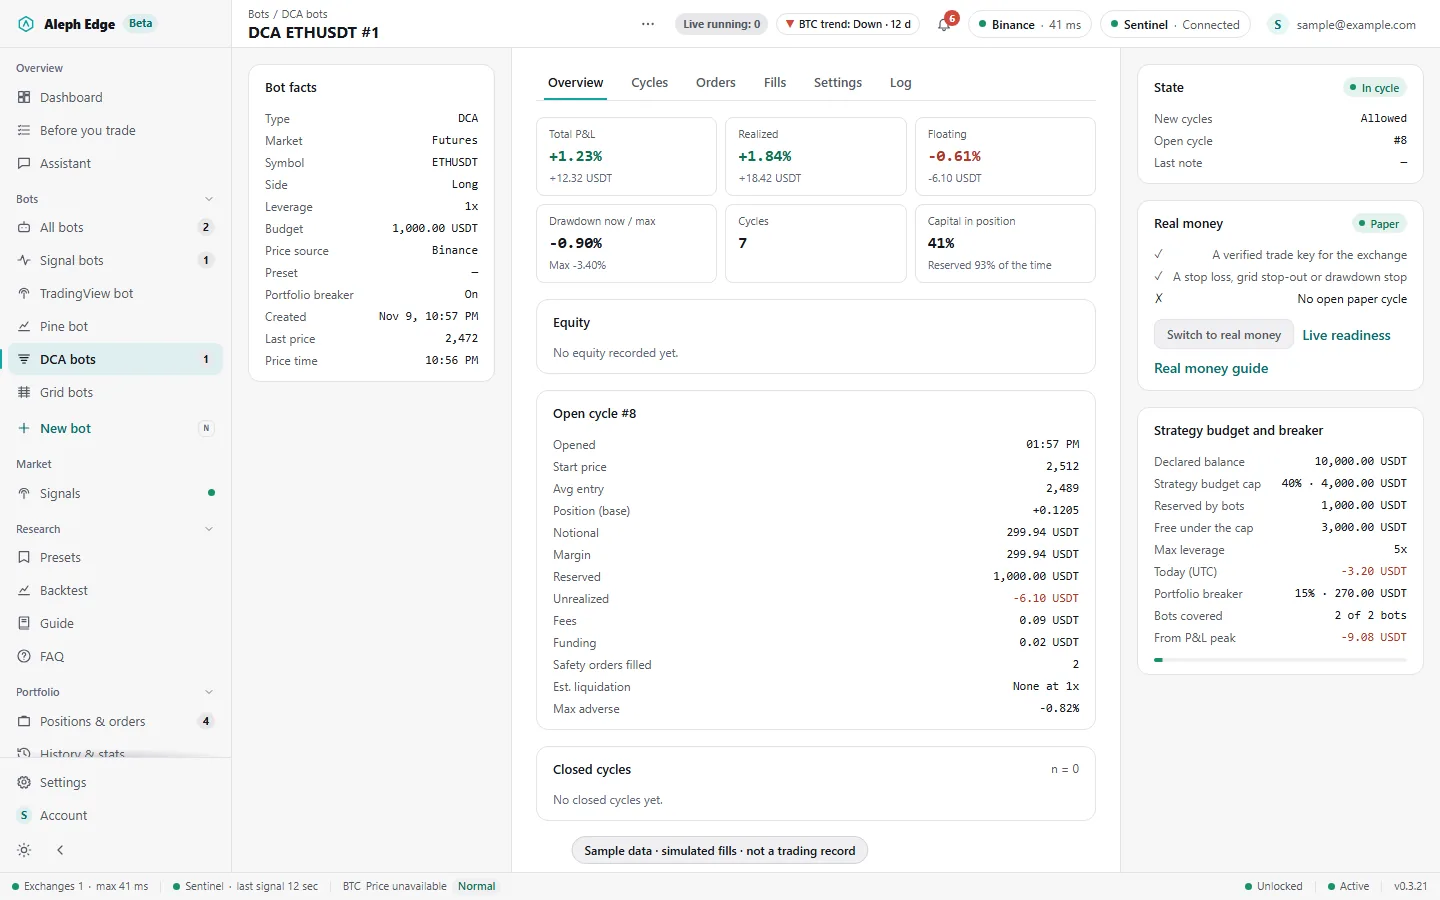 Aleph Edge Beta
Overview
Dashboard
Before you trade
Assistant
Bots
All bots 2
Signal bots 1
TradingView bot
Pine bot
DCA bots 1
Grid bots
New bot N
Market
Signals
Research
Presets
Backtest
Guide
FAQ
Portfolio
Positions & orders 4
History & stats
Settings
S Account
Bots / DCA bots
DCA ETHUSDT #1
Live running: 0
BTC trend: Down · 12 d
6
Binance · 41 ms
Sentinel · Connected
S sample@example.com
Bot facts
Type DCA
Market Futures
Symbol ETHUSDT
Side Long
Leverage 1x
Budget 1,000.00 USDT
Price source Binance
Preset —
Portfolio breaker On
Created Nov 9, 10:57 PM
Last price 2,472
Price time 10:56 PM
Overview Cycles Orders Fills Settings Log
Total P&L
+1.23%
+12.32 USDT
Realized
+1.84%
+18.42 USDT
Floating
-0.61%
-6.10 USDT
Drawdown now / max
-0.90%
Max -3.40%
Cycles
7
Capital in position
41%
Reserved 93% of the time
Equity
No equity recorded yet.
Open cycle #8
Opened 01:57 PM
Start price 2,512
Avg entry 2,489
Position (base) +0.1205
Notional 299.94 USDT
Margin 299.94 USDT
Reserved 1,000.00 USDT
Unrealized -6.10 USDT
Fees 0.09 USDT
Funding 0.02 USDT
Safety orders filled 2
Est. liquidation None at 1x
Max adverse -0.82%
Closed cycles n = 0
No closed cycles yet.
Sample data · simulated fills · not a trading record
State In cycle
New cycles Allowed
Open cycle #8
Last note —
Real money Paper
✓ A verified trade key for the exchange
✓ A stop loss, grid stop-out or drawdown stop
✗ No open paper cycle
Switch to real money Live readiness
Real money guide
Strategy budget and breaker
Declared balance 10,000.00 USDT
Strategy budget cap 40% · 4,000.00 USDT
Reserved by bots 1,000.00 USDT
Free under the cap 3,000.00 USDT
Max leverage 5x
Today (UTC) -3.20 USDT
Portfolio breaker 15% · 270.00 USDT
Bots covered 2 of 2 bots
From P&L peak -9.08 USDT
Exchanges 1 · max 41 ms
Sentinel · last signal 12 sec
BTC Price unavailable Normal
Unlocked
Active
v0.3.21